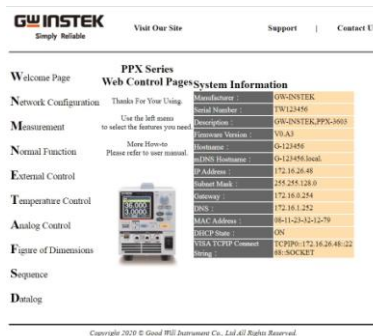 GWINSTEK
Simply Reliable
Visit Our Site
Support | Contact U
Welcome Page
Network Configuration
Measurement
Normal Function
External Control
Temperature Control
Analog Control
Figure of Dimensions
Sequence
Datalog
PPX Series
Web Control Pages
Thanks For Your Using.
Use the left menu
to select the features you need.
More How-to
Please refer to user manual.
System Information
Manufacturer : GW-INSTEK
Serial Number : TW123456
Description : GW-INSTEK,PPX-3603
Firmware Version : V0.A3
Hostname : G-123456
mDNS Hostname : G-123456.local.
IP Address : 172.16.26.48
Subnet Mask : 255.255.128.0
Gateway : 172.16.0.254
DNS : 172.16.1.252
MAC Address : 08-11-23-32-12-79
DHCP State : ON
VISA TCPIP Connect TCPIP0::172.16.26.48::22
String : 68::SOCKET
36.000
3.0000
Copyright 2020 © Good Will Instrument Co., Ltd All Rights Reserved.